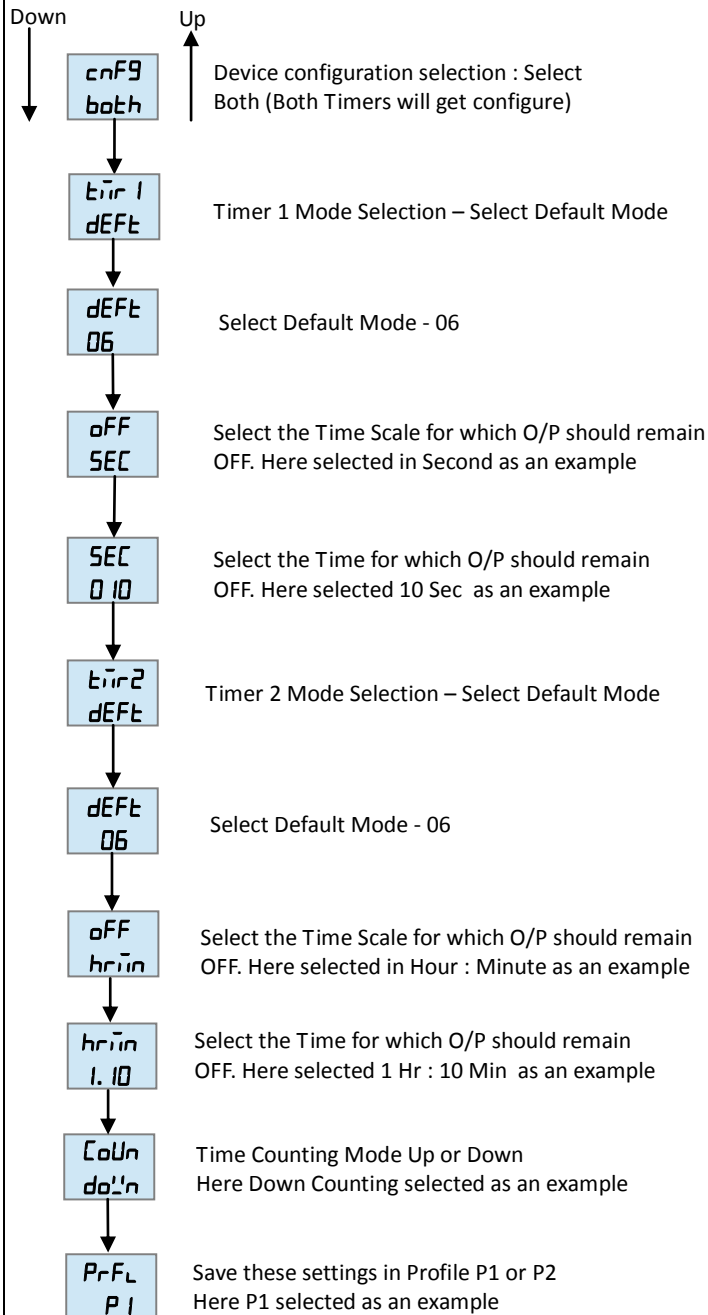 Down
Up
cnFg
both
Device configuration selection : Select
Both (Both Timers will get configure)
tmr 1
dEFt
Timer 1 Mode Selection – Select Default Mode
dEFt
06
Select Default Mode - 06
oFF
SEC
Select the Time Scale for which O/P should remain
OFF. Here selected in Second as an example
SEC
0 10
Select the Time for which O/P should remain
OFF. Here selected 10 Sec as an example
tmr2
dEFt
Timer 2 Mode Selection – Select Default Mode
dEFt
06
Select Default Mode - 06
oFF
hrmn
Select the Time Scale for which O/P should remain
OFF. Here selected in Hour : Minute as an example
hrmn
1. 10
Select the Time for which O/P should remain
OFF. Here selected 1 Hr : 10 Min as an example
CoUn
down
Time Counting Mode Up or Down
Here Down Counting selected as an example
PrFL
P1
Save these settings in Profile P1 or P2
Here P1 selected as an example